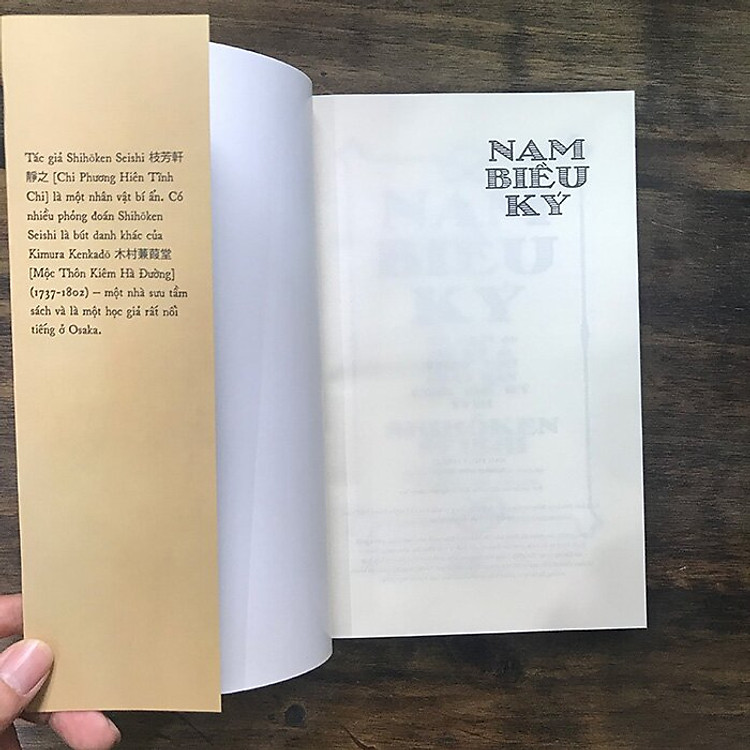 Tác giả Shihōken Seishi 枝芳軒
靜之 [Chi Phương Hiên Tĩnh
Chi] là một nhân vật bí ẩn. Có
nhiều phỏng đoán Shihōken
Seishi là bút danh khác của
Kimura Kenkadō 木村蒹葭堂
[Mộc Thôn Kiêm Hà Đường]
(1737-1802) – một nhà sưu tầm
sách và là một học giả rất nổi
tiếng ở Osaka.
NAM
BIỀU
KÝ